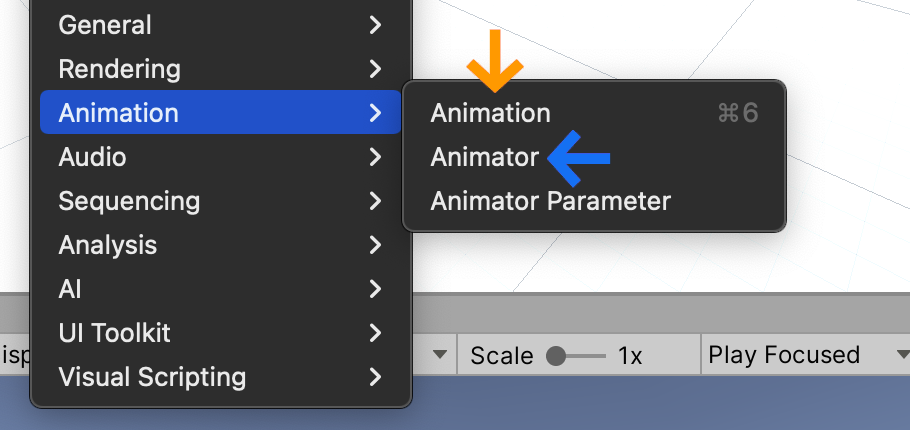 General
Rendering
Animation
Audio
Sequencing
Analysis
AI
UI Toolkit
Visual Scripting
Animation ⌘6
Animator
Animator Parameter
Scale 1x
Play Focused